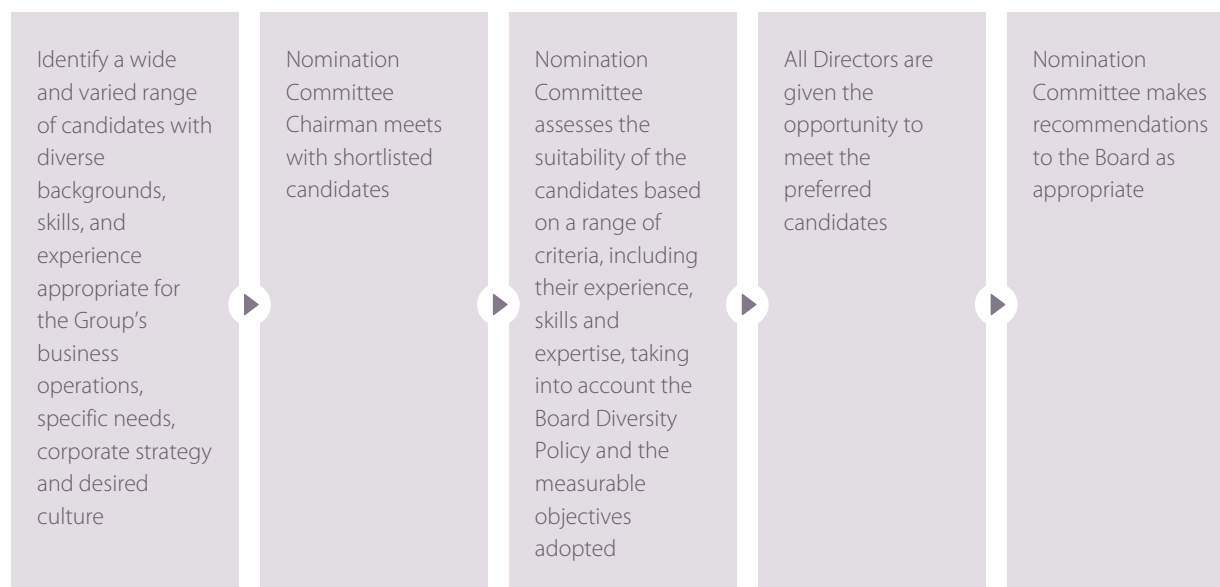 Identify a wide
and varied range
of candidates with
diverse
backgrounds,
skills, and
experience
appropriate for
the Group’s
business
operations,
specific needs,
corporate strategy
and desired
culture
Nomination
Committee
Chairman meets
with shortlisted
candidates
Nomination
Committee
assesses the
suitability of the
candidates based
on a range of
criteria, including
their experience,
skills and
expertise, taking
into account the
Board Diversity
Policy and the
measurable
objectives
adopted
All Directors are
given the
opportunity to
meet the
preferred
candidates
Nomination
Committee makes
recommendations
to the Board as
appropriate